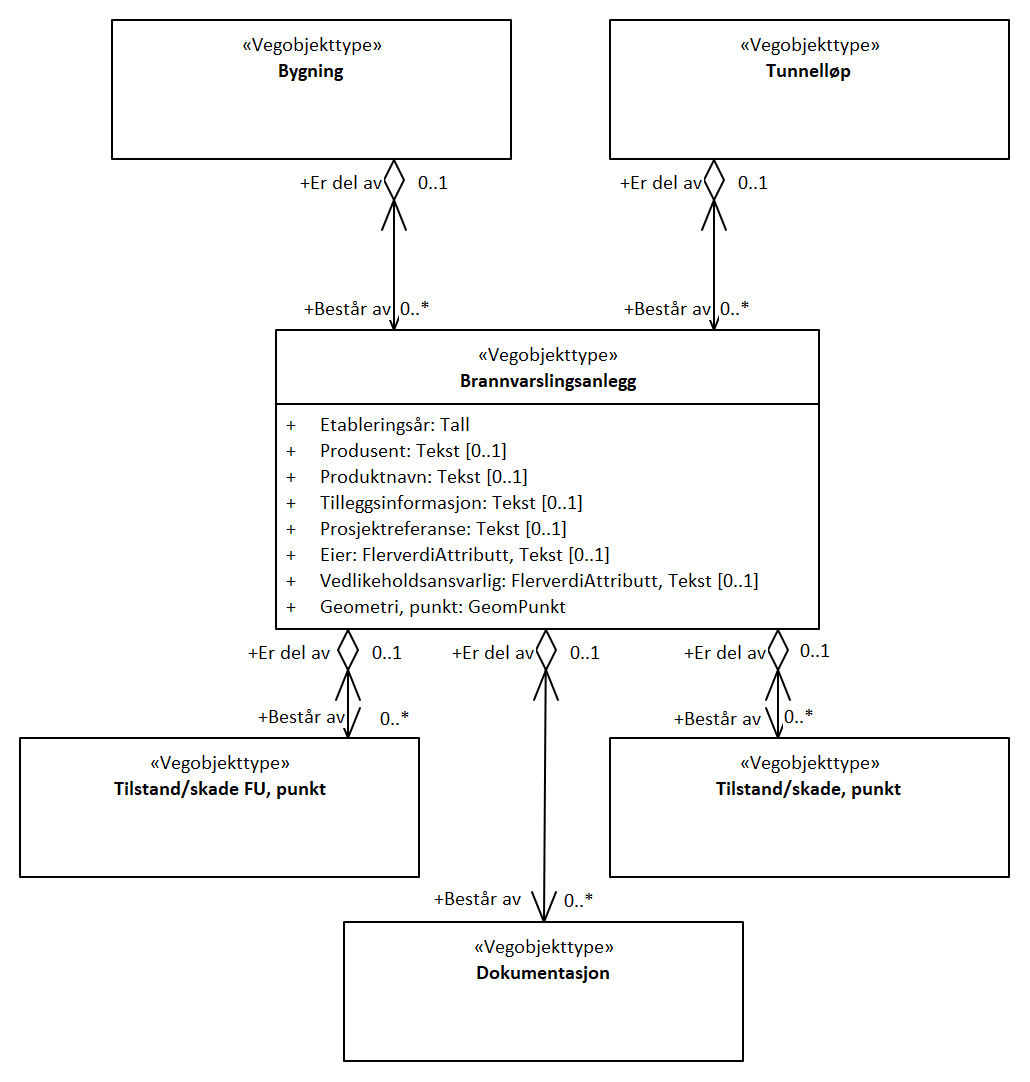 «Vegobjekttype»
Bygning
«Vegobjekttype»
Tunnelløp
+Er del av 0..1
+Er del av 0..1
+Består av 0..*
+Består av 0..*
«Vegobjekttype»
Brannvarslingsanlegg
+ Etableringsår: Tall
+ Produsent: Tekst [0..1]
+ Produktnavn: Tekst [0..1]
+ Tilleggsinformasjon: Tekst [0..1]
+ Prosjektreferanse: Tekst [0..1]
+ Eier: FlerverdiAttributt, Tekst [0..1]
+ Vedlikeholdsansvarlig: FlerverdiAttributt, Tekst [0..1]
+ Geometri, punkt: GeomPunkt
+Er del av 0..1
+Er del av 0..1
+Er del av 0..1
+Består av 0..*
+Består av 0..*
«Vegobjekttype»
Tilstand/skade FU, punkt
«Vegobjekttype»
Tilstand/skade, punkt
+Består av 0..*
«Vegobjekttype»
Dokumentasjon